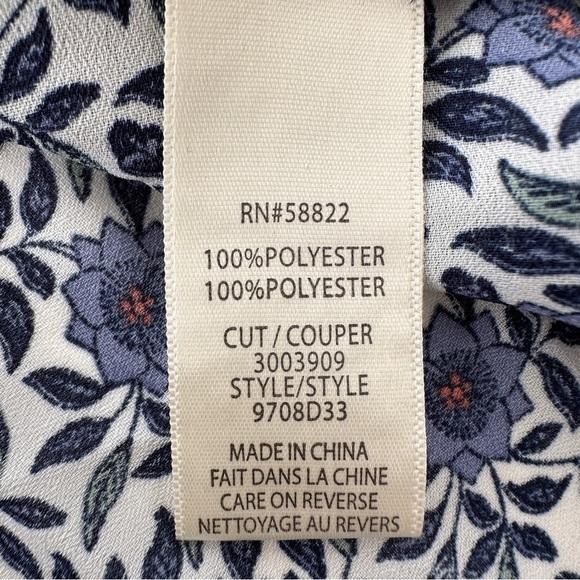 RN#58822
100%POLYESTER
100%POLYESTER
CUT / COUPER
3003909
STYLE/STYLE
9708D33
MADE IN CHINA
FAIT DANS LA CHINE
CARE ON REVERSE
NETTOYAGE AU REVERS